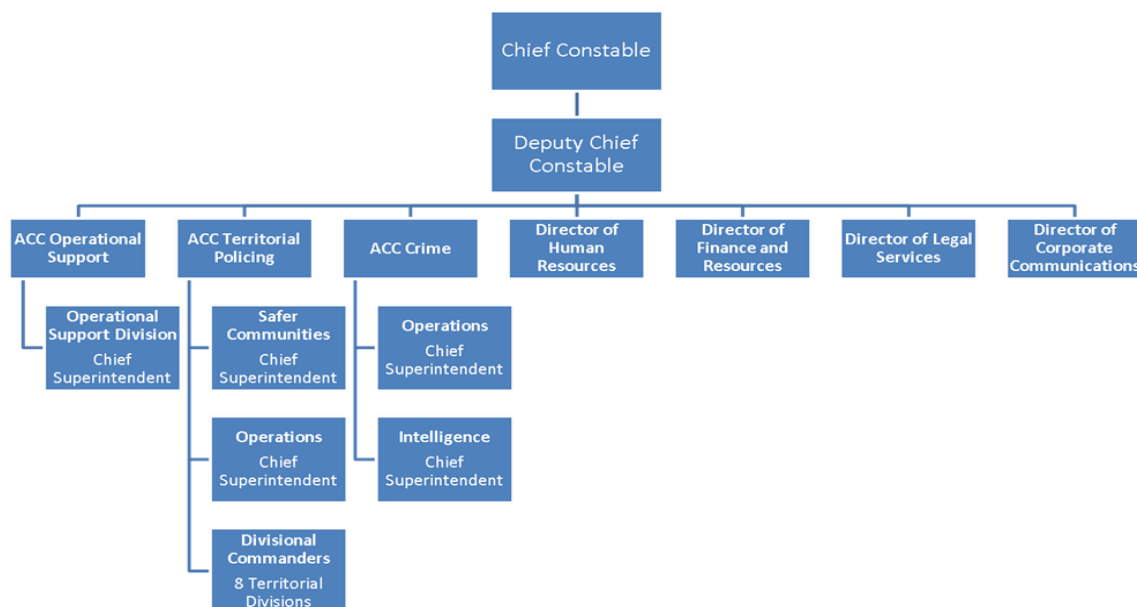 Chief Constable
Deputy Chief
Constable
ACC Operational
Support
ACC Territorial
Policing
ACC Crime
Director of
Human
Resources
Director of
Finance and
Resources
Director of Legal
Services
Director of
Corporate
Communications
Operational
Support Division
Chief
Superintendent
Safer
Communities
Chief
Superintendent
Operations
Chief
Superintendent
Operations
Chief
Superintendent
Intelligence
Chief
Superintendent
Divisional
Commanders
8 Territorial
Divisions